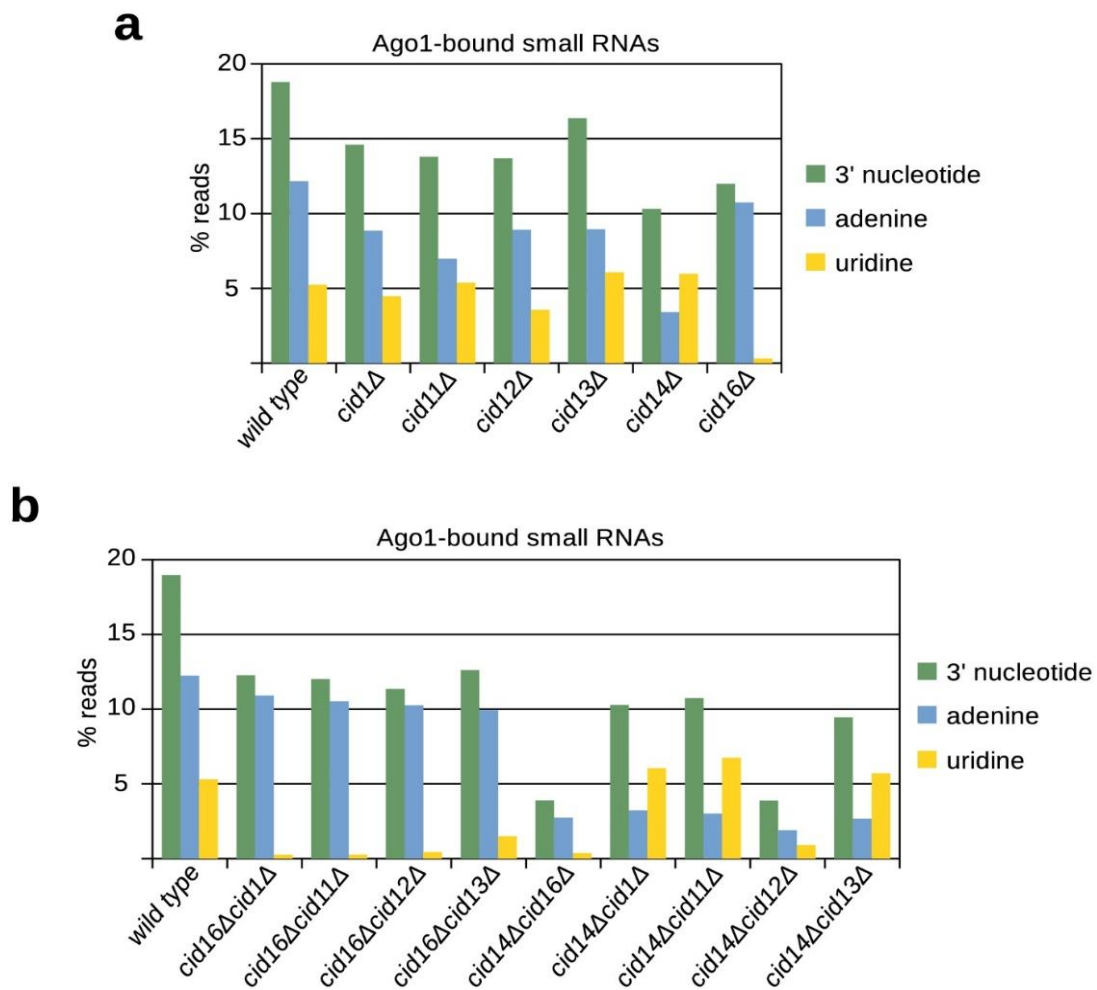 a
Ago1-bound small RNAs
20
15
10
5
% reads
3' nucleotide
adenine
uridine
wild type
cid1Δ
cid11Δ
cid12Δ
cid13Δ
cid14Δ
cid16Δ
b
Ago1-bound small RNAs
20
15
10
5
% reads
3' nucleotide
adenine
uridine
wild type
cid16Δcid1Δ
cid16Δcid11Δ
cid16Δcid12Δ
cid16Δcid13Δ
cid14Δcid16Δ
cid14Δcid1Δ
cid14Δcid11Δ
cid14Δcid12Δ
cid14Δcid13Δ